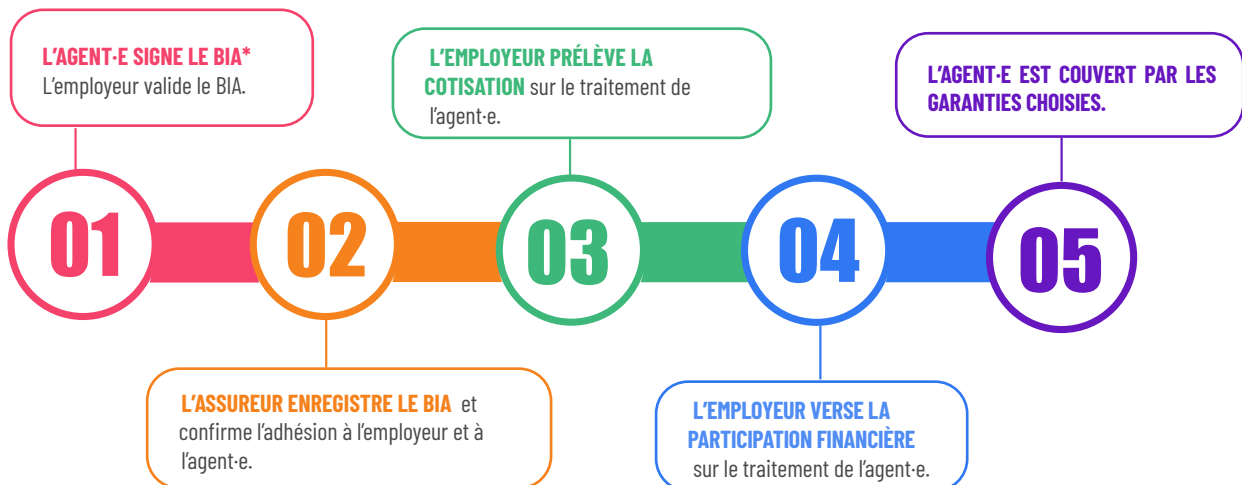 L'AGENT·E SIGNE LE BIA*
L'employeur valide le BIA.
01
02
L'ASSUREUR ENREGISTRE LE BIA et
confirme l'adhésion à l'employeur et à
l'agent·e.
L'EMPLOYEUR PRÉLÈVE LA
COTISATION sur le traitement de
l'agent·e.
03
04
L'EMPLOYEUR VERSE LA
PARTICIPATION FINANCIÈRE
sur le traitement de l'agent·e.
L'AGENT·E EST COUVERT PAR LES
GARANTIES CHOISIES.
05